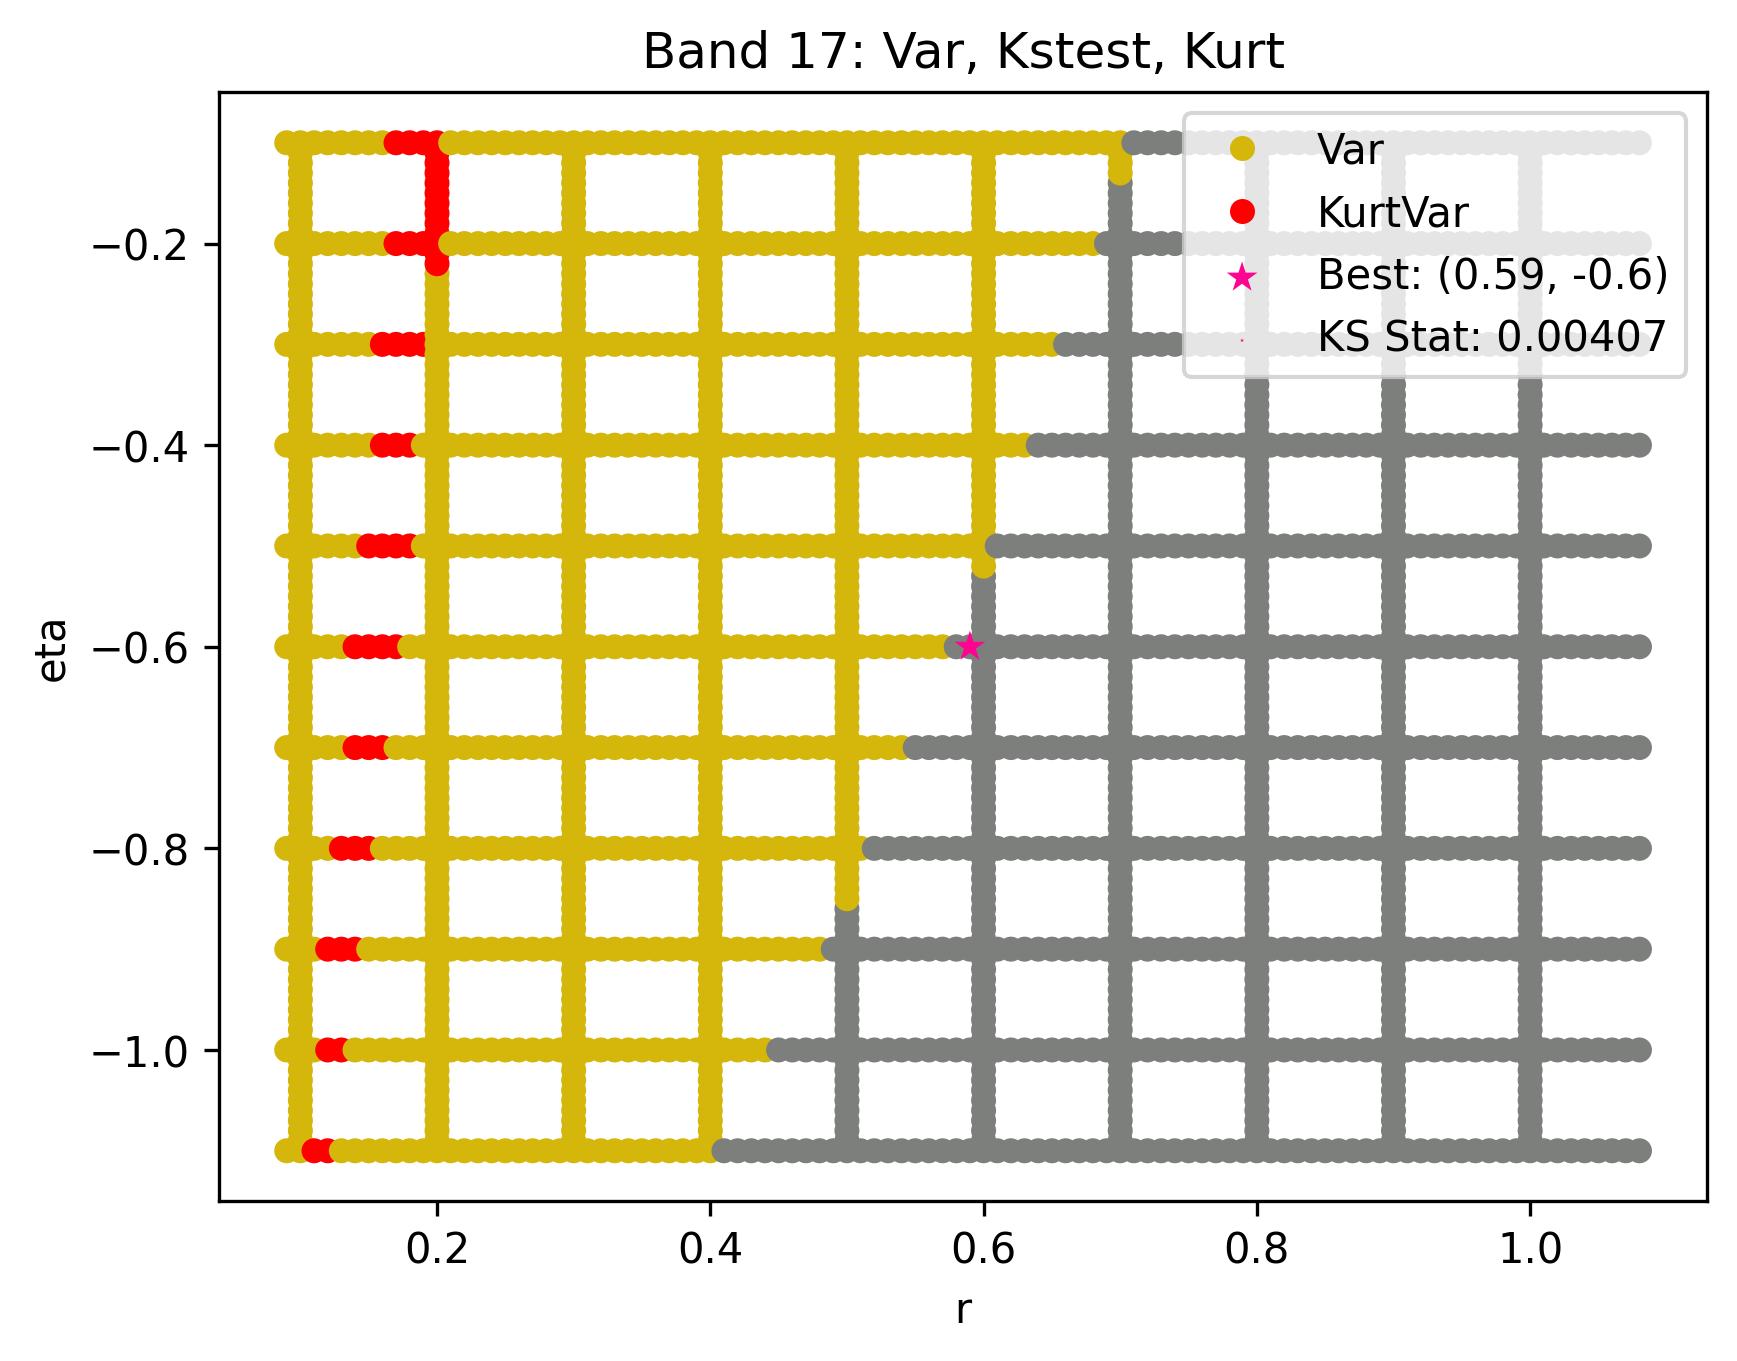 Band 17: Var, Kstest, Kurt
Var
KurtVar
Best: (0.59, -0.6)
KS Stat: 0.00407
−0.2
−0.4
−0.6
−0.8
−1.0
eta
0.2 0.4 0.6 0.8 1.0
r